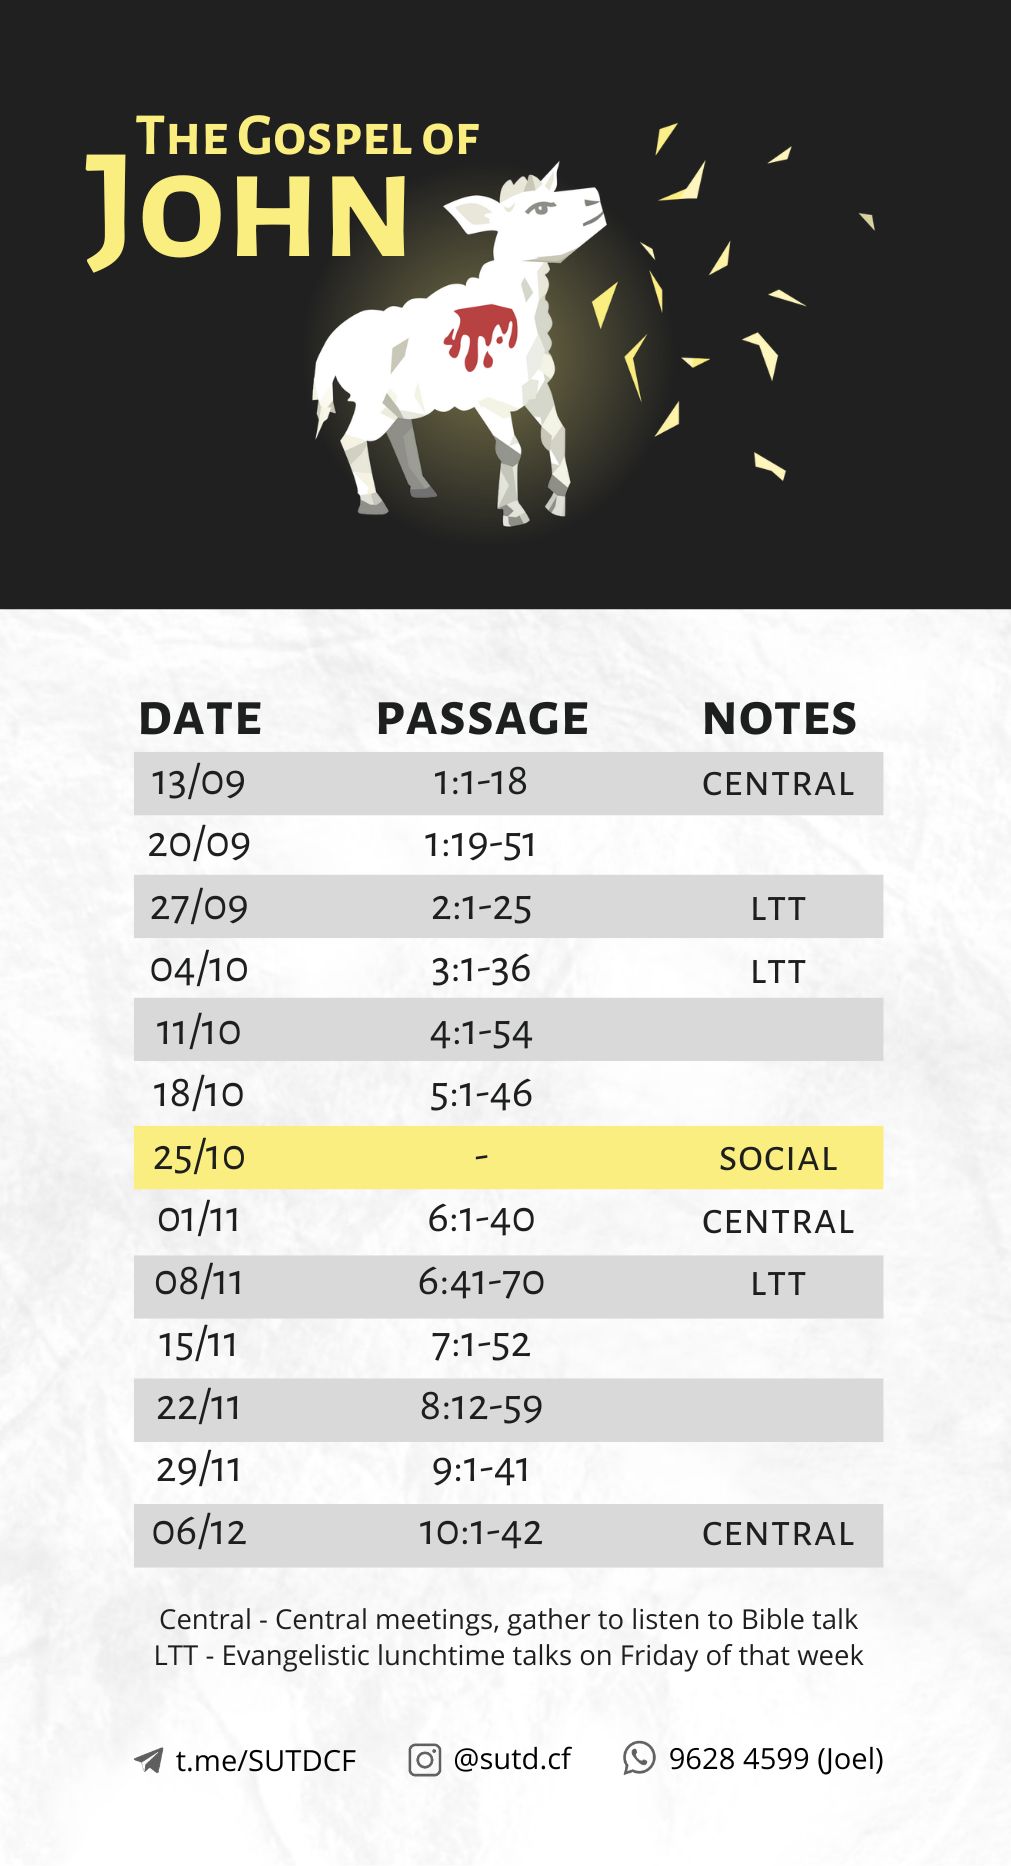 The Gospel of
John
DATE PASSAGE NOTES
13/09 1:1-18 CENTRAL
20/09 1:19-51
27/09 2:1-25 LTT
04/10 3:1-36 LTT
11/10 4:1-54
18/10 5:1-46
25/10 - SOCIAL
01/11 6:1-40 CENTRAL
08/11 6:41-70 LTT
15/11 7:1-52
22/11 8:12-59
29/11 9:1-41
06/12 10:1-42 CENTRAL
Central - Central meetings, gather to listen to Bible talk
LTT - Evangelistic lunchtime talks on Friday of that week
t.me/SUTDCF @sutd.cf 9628 4599 (Joel)